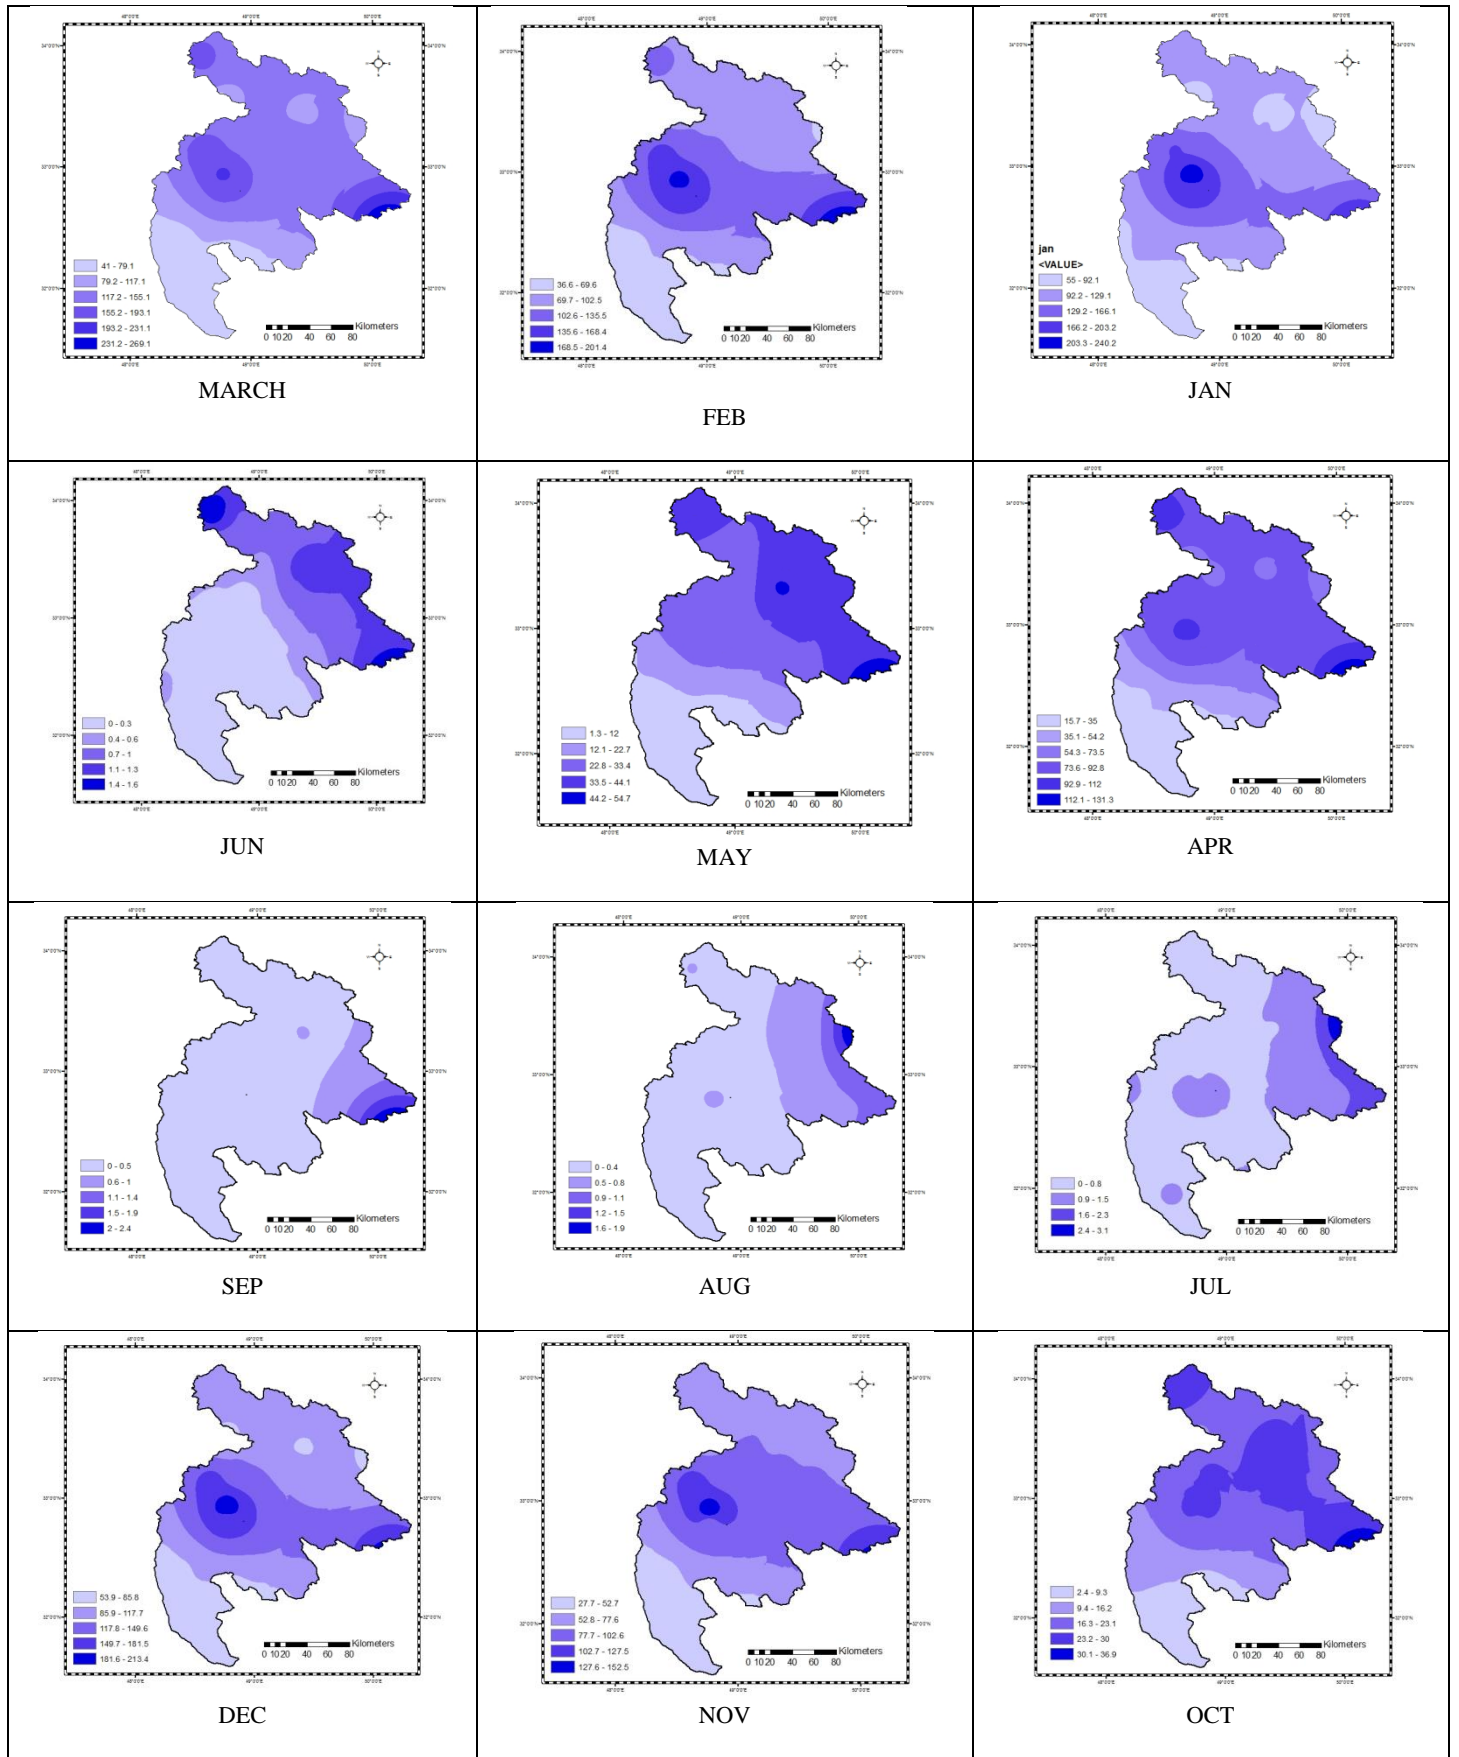 41 - 79.1
79.2 - 117.1
117.2 - 155.1
155.2 - 193.1
193.2 - 231.1
231.2 - 269.1
0 10 20 40 60 80 Kilometers
MARCH
36.6 - 69.6
69.7 - 102.5
102.6 - 135.5
135.6 - 168.4
168.5 - 201.4
0 10 20 40 60 80 Kilometers
FEB
jan
<VALUE>
55 - 92.1
92.2 - 129.1
129.2 - 166.1
166.2 - 203.2
203.3 - 240.2
0 10 20 40 60 80 Kilometers
JAN
0 - 0.3
0.4 - 0.6
0.7 - 1
1.1 - 1.3
1.4 - 1.6
0 10 20 40 60 80 Kilometers
JUN
1.3 - 12
12.1 - 22.7
22.8 - 33.4
33.5 - 44.1
44.2 - 54.7
0 10 20 40 60 80 Kilometers
MAY
15.7 - 35
35.1 - 54.2
54.3 - 73.5
73.6 - 92.8
92.9 - 112
112.1 - 131.3
0 10 20 40 60 80 Kilometers
APR
0 - 0.5
0.6 - 1
1.1 - 1.4
1.5 - 1.9
2 - 2.4
0 10 20 40 60 80 Kilometers
SEP
0 - 0.4
0.5 - 0.8
0.9 - 1.1
1.2 - 1.5
1.6 - 1.9
0 10 20 40 60 80 Kilometers
AUG
0 - 0.8
0.9 - 1.5
1.6 - 2.3
2.4 - 3.1
0 10 20 40 60 80 Kilometers
JUL
53.9 - 85.8
85.9 - 117.7
117.8 - 149.6
149.7 - 181.5
181.6 - 213.4
0 10 20 40 60 80 Kilometers
DEC
27.7 - 52.7
52.8 - 77.6
77.7 - 102.6
102.7 - 127.5
127.6 - 152.5
0 10 20 40 60 80 Kilometers
NOV
2.4 - 9.3
9.4 - 16.2
16.3 - 23.1
23.2 - 30
30.1 - 36.9
0 10 20 40 60 80 Kilometers
OCT